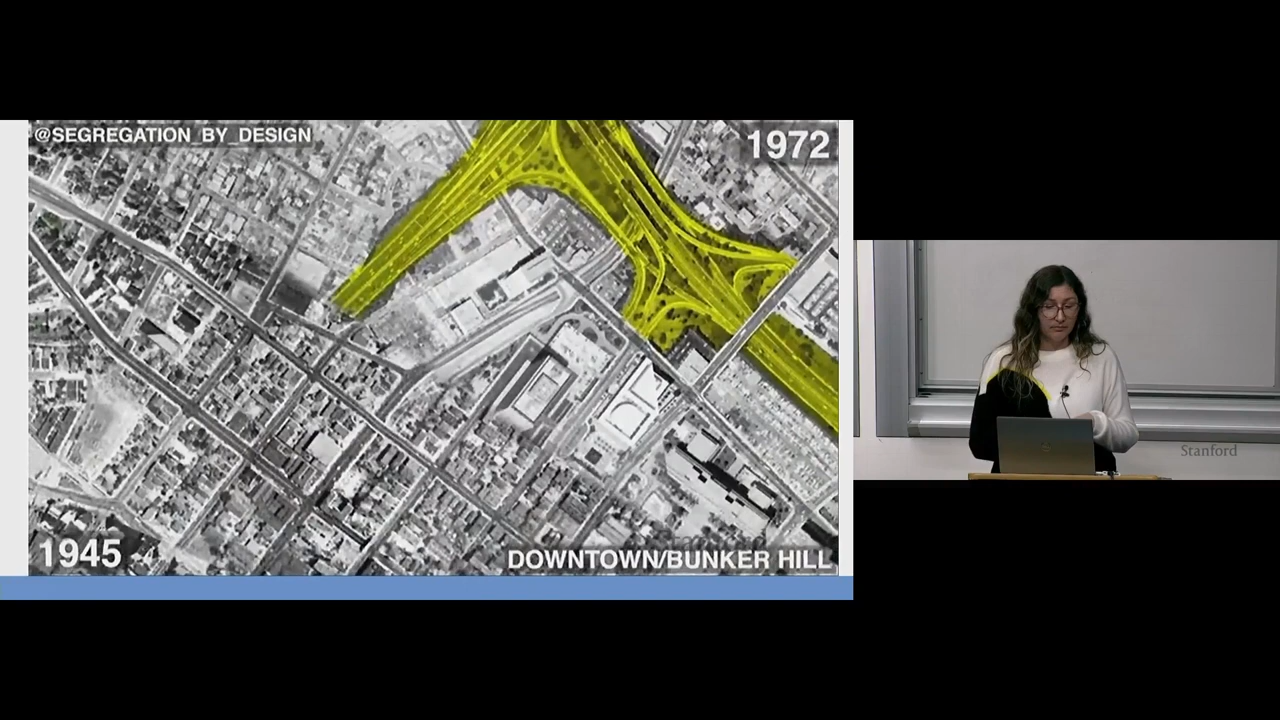 @SEGREGATION_BY_DESIGN
1972
1945
DOWNTOWN/BUNKER HILL
Stanford